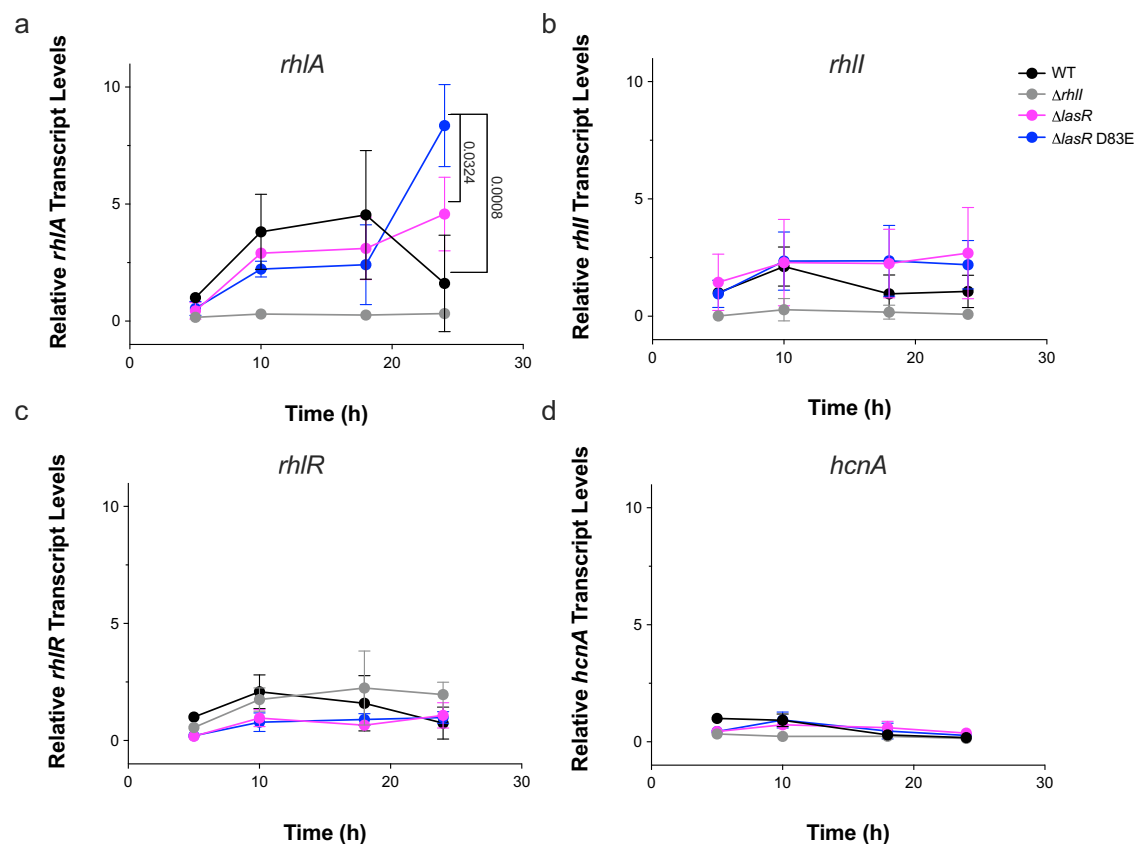 a
rhlA
Relative rhlA Transcript Levels
10
5
0
0
10
20
30
0.0324
0.0008
Time (h)
b
rhlI
Relative rhlI Transcript Levels
10
5
0
0
10
20
30
WT
ΔrhlI
ΔlasR
ΔlasR D83E
Time (h)
c
rhlR
Relative rhlR Transcript Levels
10
5
0
0
10
20
30
Time (h)
d
hcnA
Relative hcnA Transcript Levels
10
5
0
0
10
20
30
Time (h)